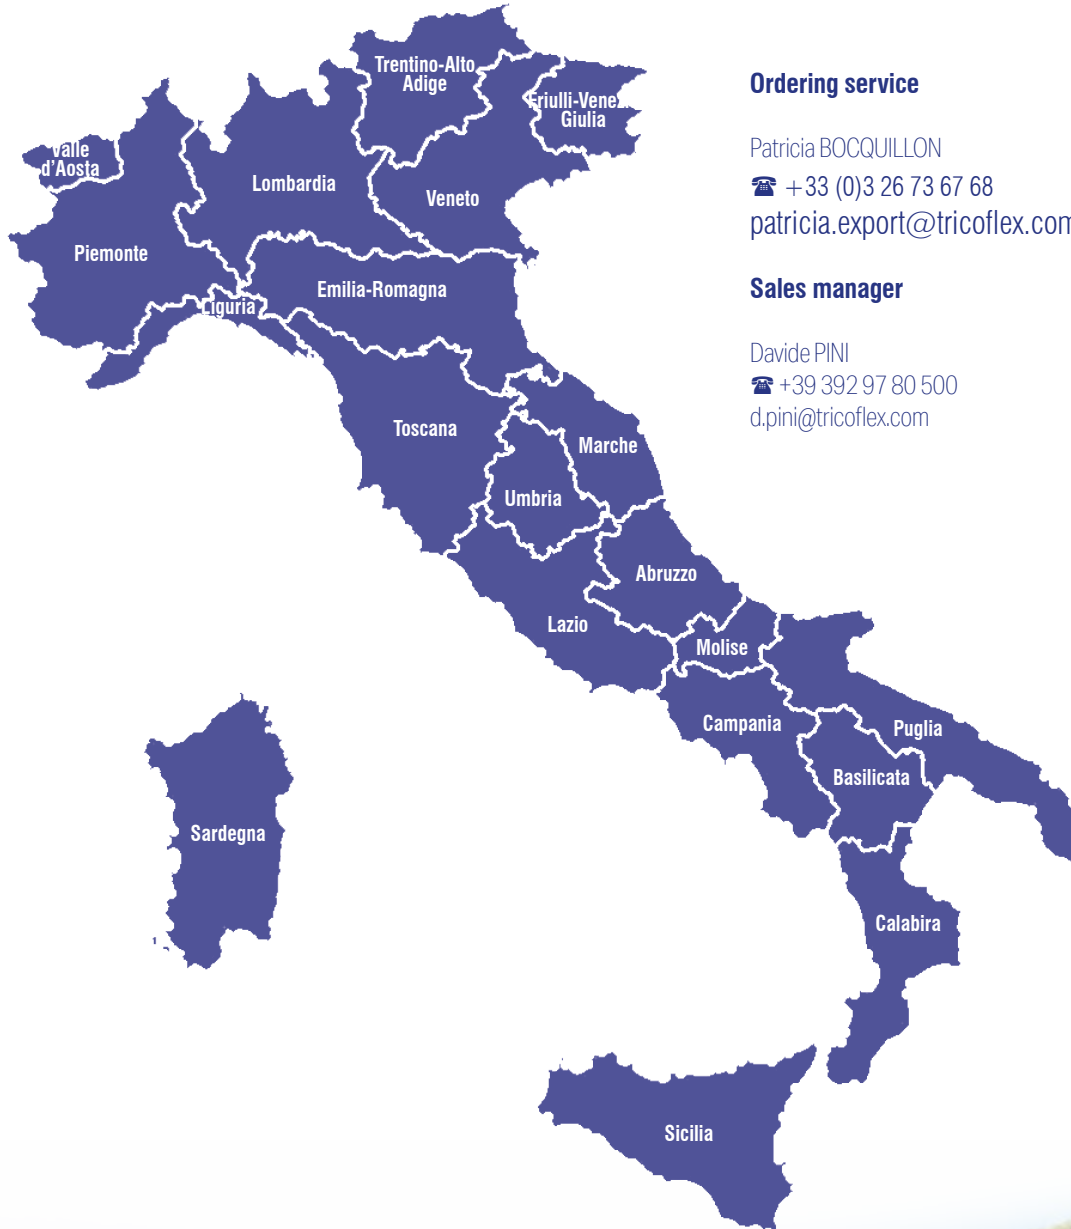 Trentino-Alto
Adige
Friulli-Venez
Giulia
Valle
d'Aosta
Lombardia
Veneto
Piemonte
Emilia-Romagna
Liguria
Toscana
Marche
Umbria
Abruzzo
Lazio
Molise
Campania
Puglia
Basilicata
Sardegna
Calabira
Sicilia
Ordering service
Patricia BOCQUILLON
☎ +33 (0)3 26 73 67 68
patricia.export@tricoflex.com
Sales manager
Davide PINI
☎ +39 392 97 80 500
d.pini@tricoflex.com